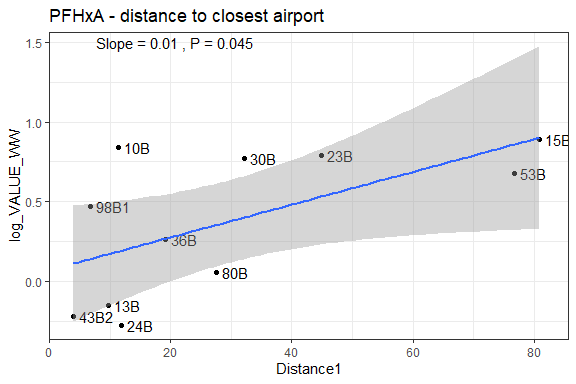 PFHxA - distance to closest airport
Slope = 0.01 , P = 0.045
1.5
1.0
0.5
0.0
log_VALUE_WW
10B
30B
23B
15B
53B
98B1
36B
80B
13B
43B2
24B
0 20 40 60 80
Distance1